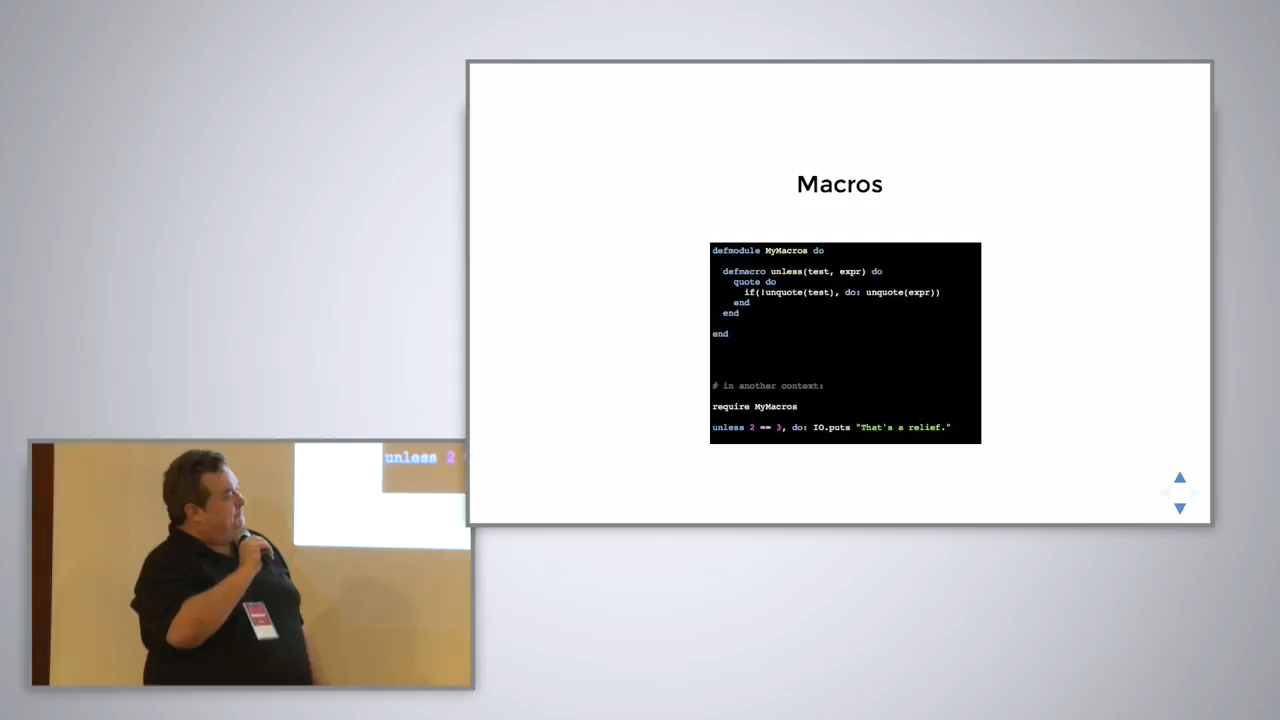 Macros
defmodule MyMacros do
defmacro unless(test, expr) do
quote do
if(!unquote(test), do: unquote(expr))
end
end
end
# in another context:
require MyMacros
unless 2 == 3, do: IO.puts "That's a relief."
unless 2